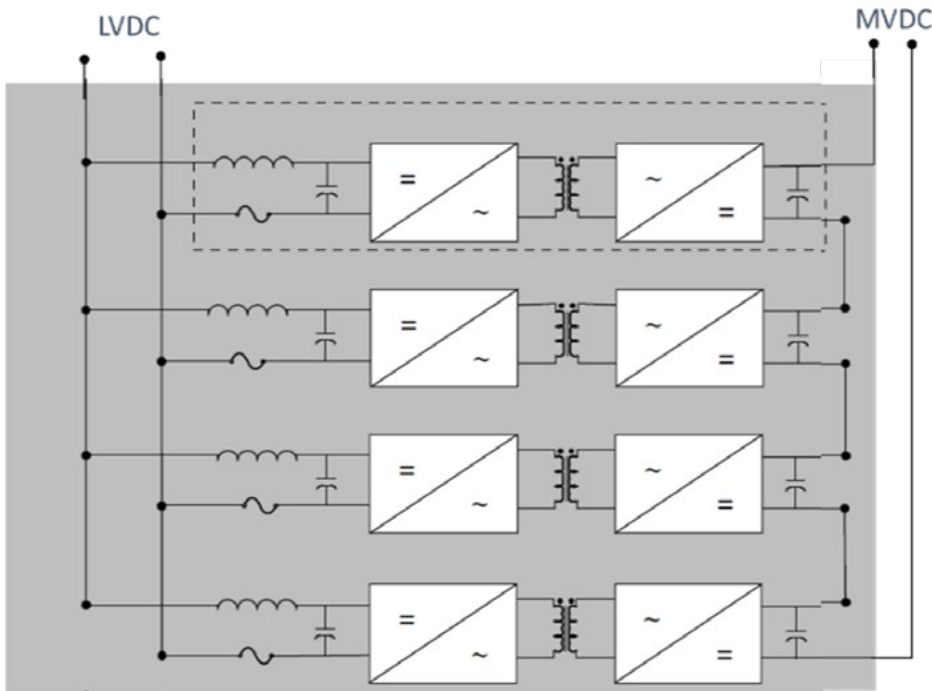 LVDC
MVDC
= ~ ~ =
= ~ ~ =
= ~ ~ =
= ~ ~ =